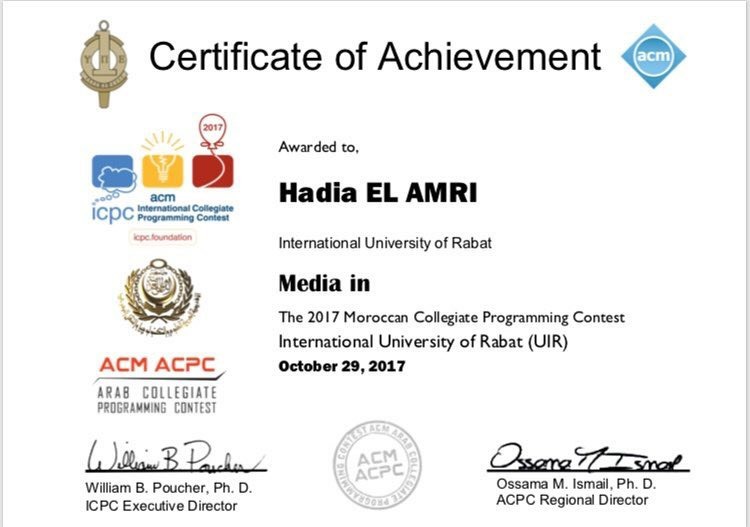 Certificate of Achievement
acm
ΥΠΕ
2017
acm
icpc International Collegiate
Programming Contest
icpc.foundation
Awarded to,
Hadia EL AMRI
International University of Rabat
Media in
The 2017 Moroccan Collegiate Programming Contest
International University of Rabat (UIR)
October 29, 2017
ACM ACPC
ARAB COLLEGIATE
PROGRAMMING CONTEST
William B Poucher
William B. Poucher, Ph. D.
ICPC Executive Director
ACM ARAB COLLEGIATE PROGRAMMING CONTEST
ACM
ACPC
Ossama M Ismail
Ossama M. Ismail, Ph. D.
ACPC Regional Director